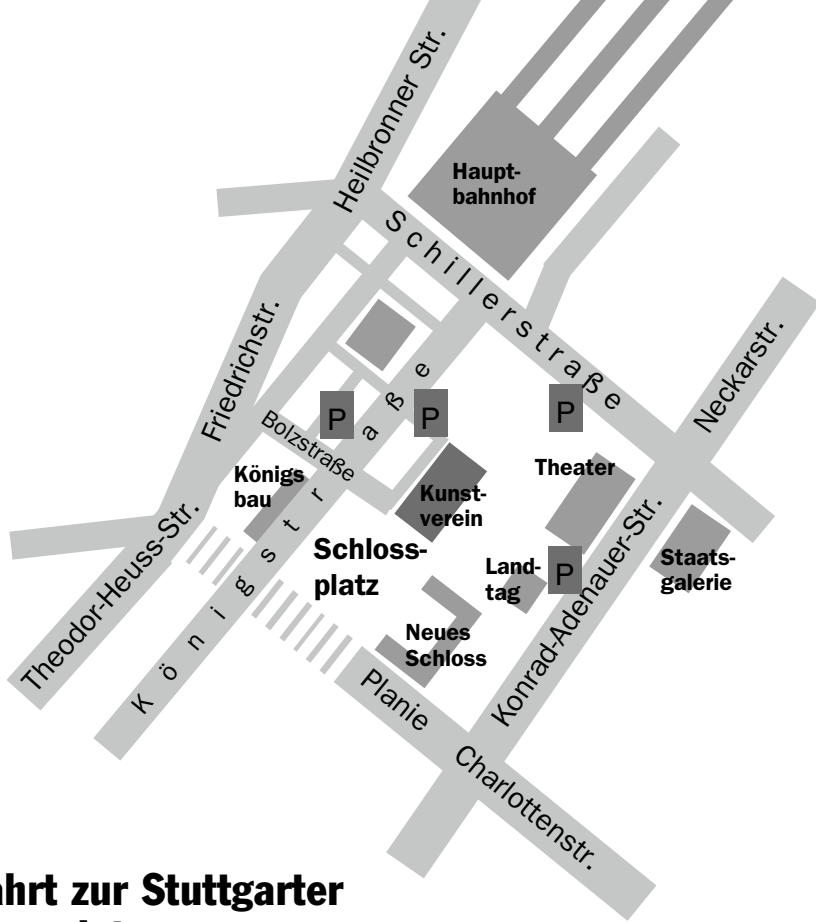 Heilbronner Str.
Haupt-
bahnhof
Schillerstraße
Friedrichstr.
Neckarstr.
P
P
P
Bolzstraße
Königs
bau
Theater
Kunst-
verein
Schloss-
platz
Land-
tag
P
Staats-
galerie
Theodor-Heuss-Str.
Königstraße
Neues
Schloss
Konrad-Adenauer-Str.
Planie
Charlottenstr.
zur Stuttgarter